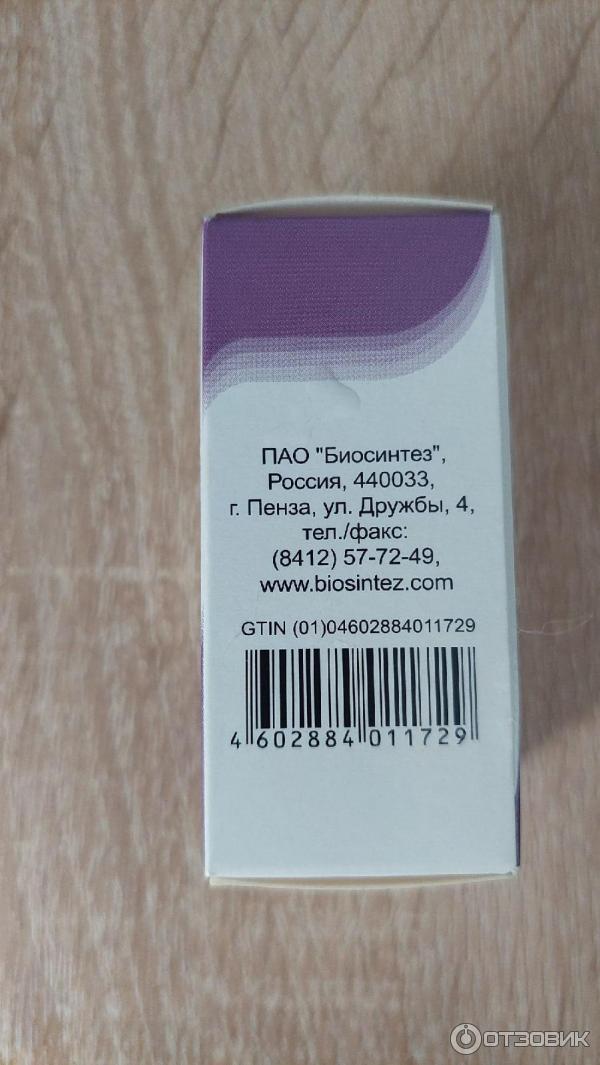 ПАО "Биосинтез",
Россия, 440033,
г. Пенза, ул. Дружбы, 4,
тел./факс:
(8412) 57-72-49,
www.biosintez.com
GTIN (01)04602884011729
4 602884 011729
ОТЗОВИК